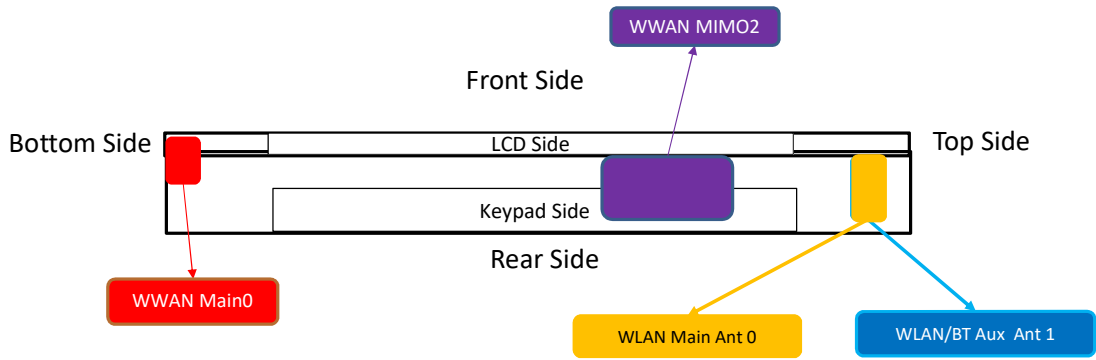 WWAN MIMO2
Front Side
Bottom Side
LCD Side
Top Side
Keypad Side
Rear Side
WWAN Main0
WLAN Main Ant 0
WLAN/BT Aux  Ant 1